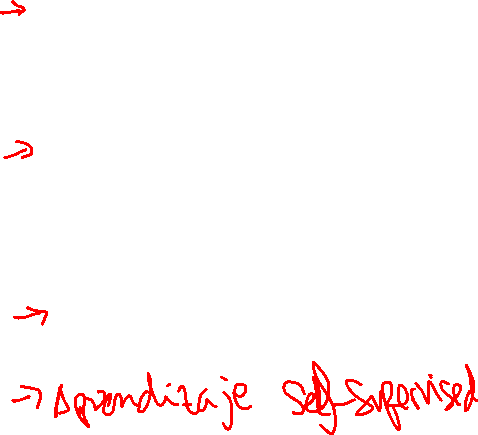 →
→
→
→ Aprendizaje Self-Supervised